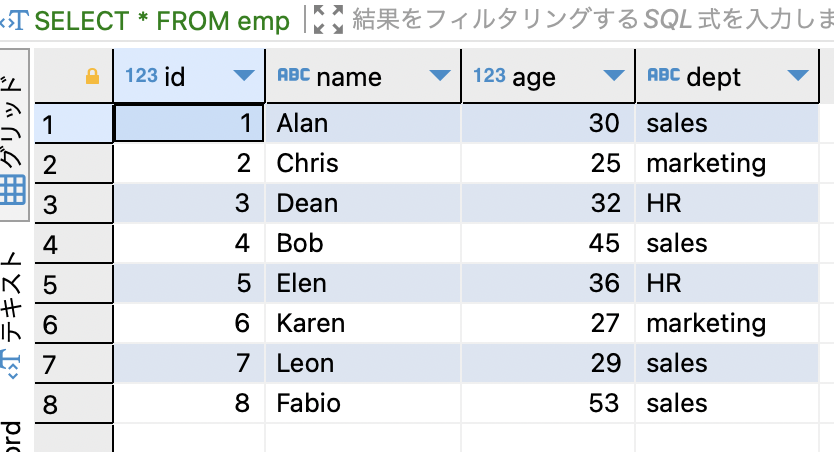 SELECT * FROM emp 結果をフィルタリングするSQL 式を入力しま
123 id ABC name 123 age ABC dept
1 1 Alan 30 sales
2 2 Chris 25 marketing
3 3 Dean 32 HR
4 4 Bob 45 sales
5 5 Elen 36 HR
6 6 Karen 27 marketing
7 7 Leon 29 sales
8 8 Fabio 53 sales
グリッド
テキスト
ord